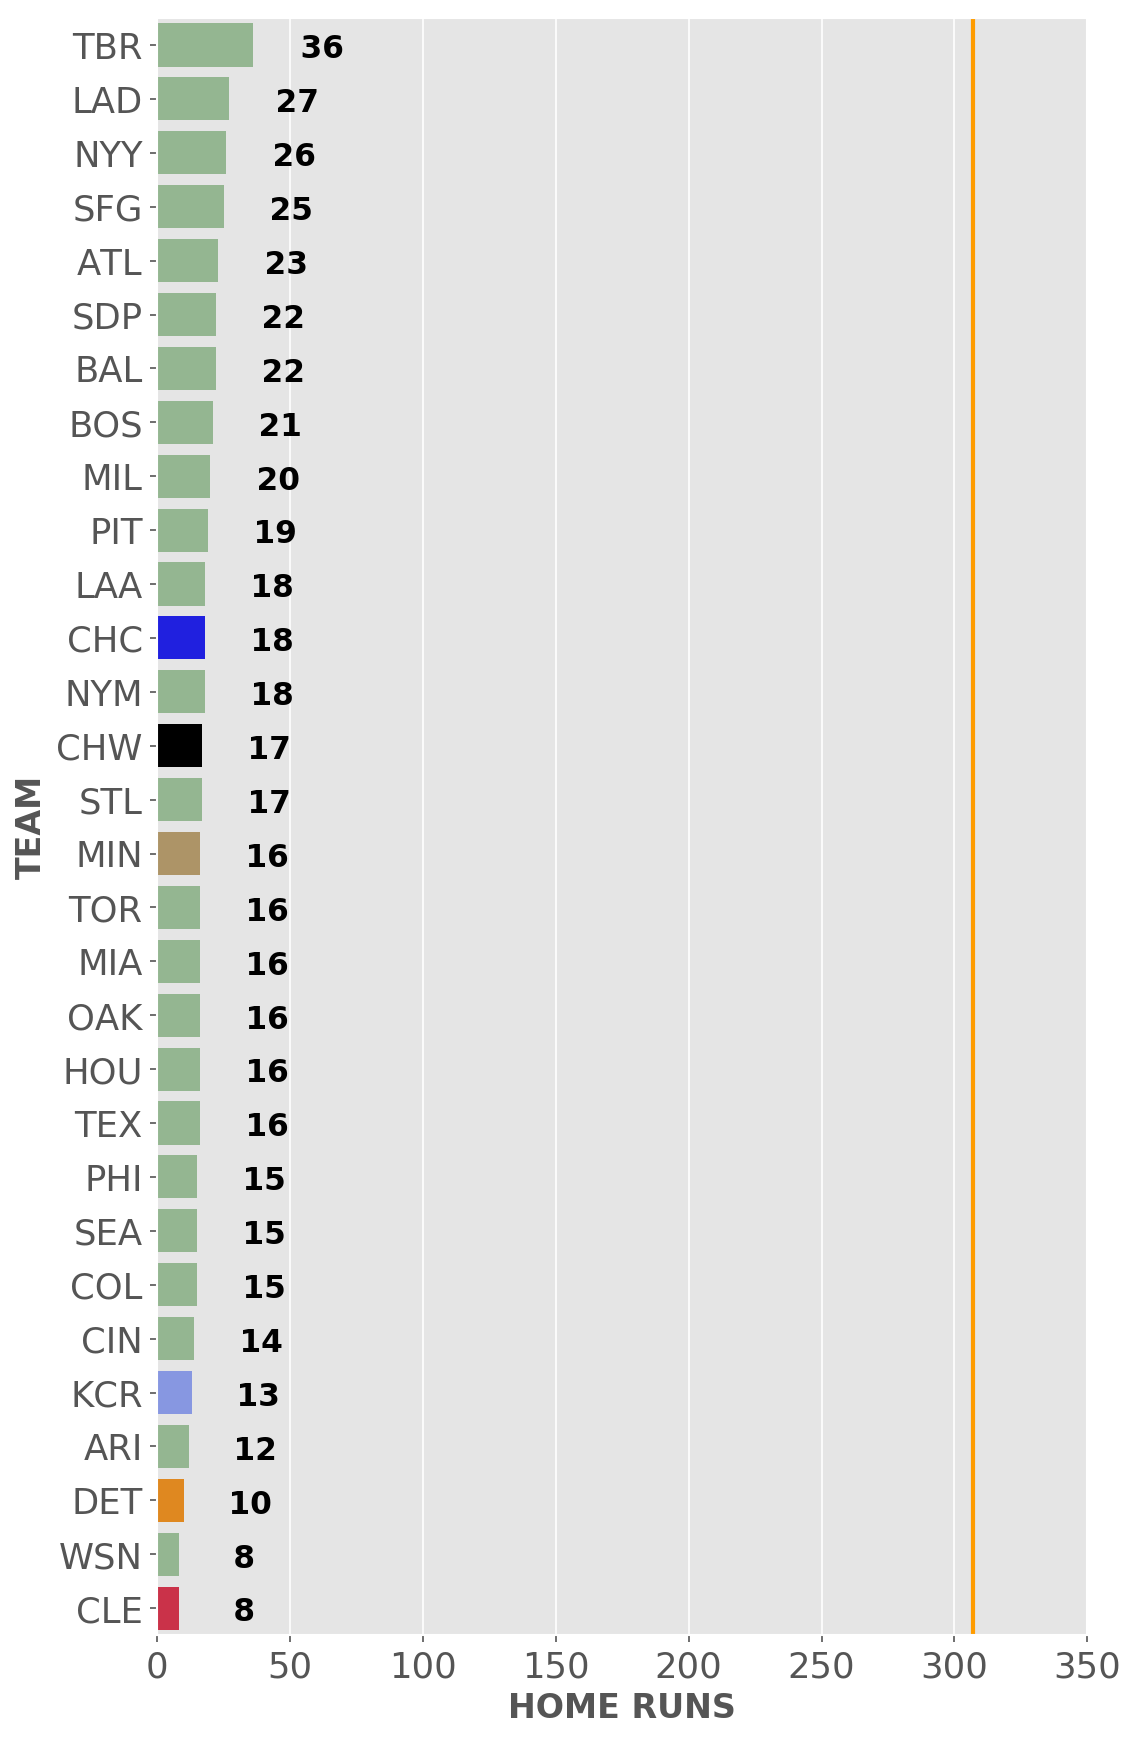 TBR 36
LAD 27
NYY 26
SFG 25
ATL 23
SDP 22
BAL 22
BOS 21
MIL 20
PIT 19
LAA 18
CHC 18
NYM 18
CHW 17
STL 17
MIN 16
TOR 16
MIA 16
OAK 16
HOU 16
TEX 16
PHI 15
SEA 15
COL 15
CIN 14
KCR 13
ARI 12
DET 10
WSN 8
CLE 8
TEAM
0 50 100 150 200 250 300 350
HOME RUNS